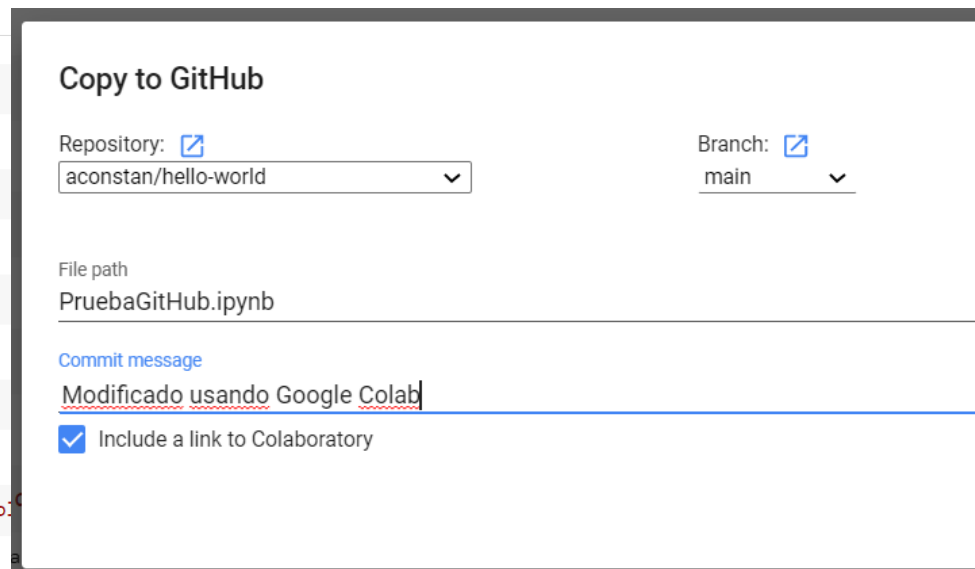 Copy to GitHub
Repository:
Branch:
aconstan/hello-world
main
File path
PruebaGitHub.ipynb
Commit message
Modificado usando Google Colab
Include a link to Colaboratory